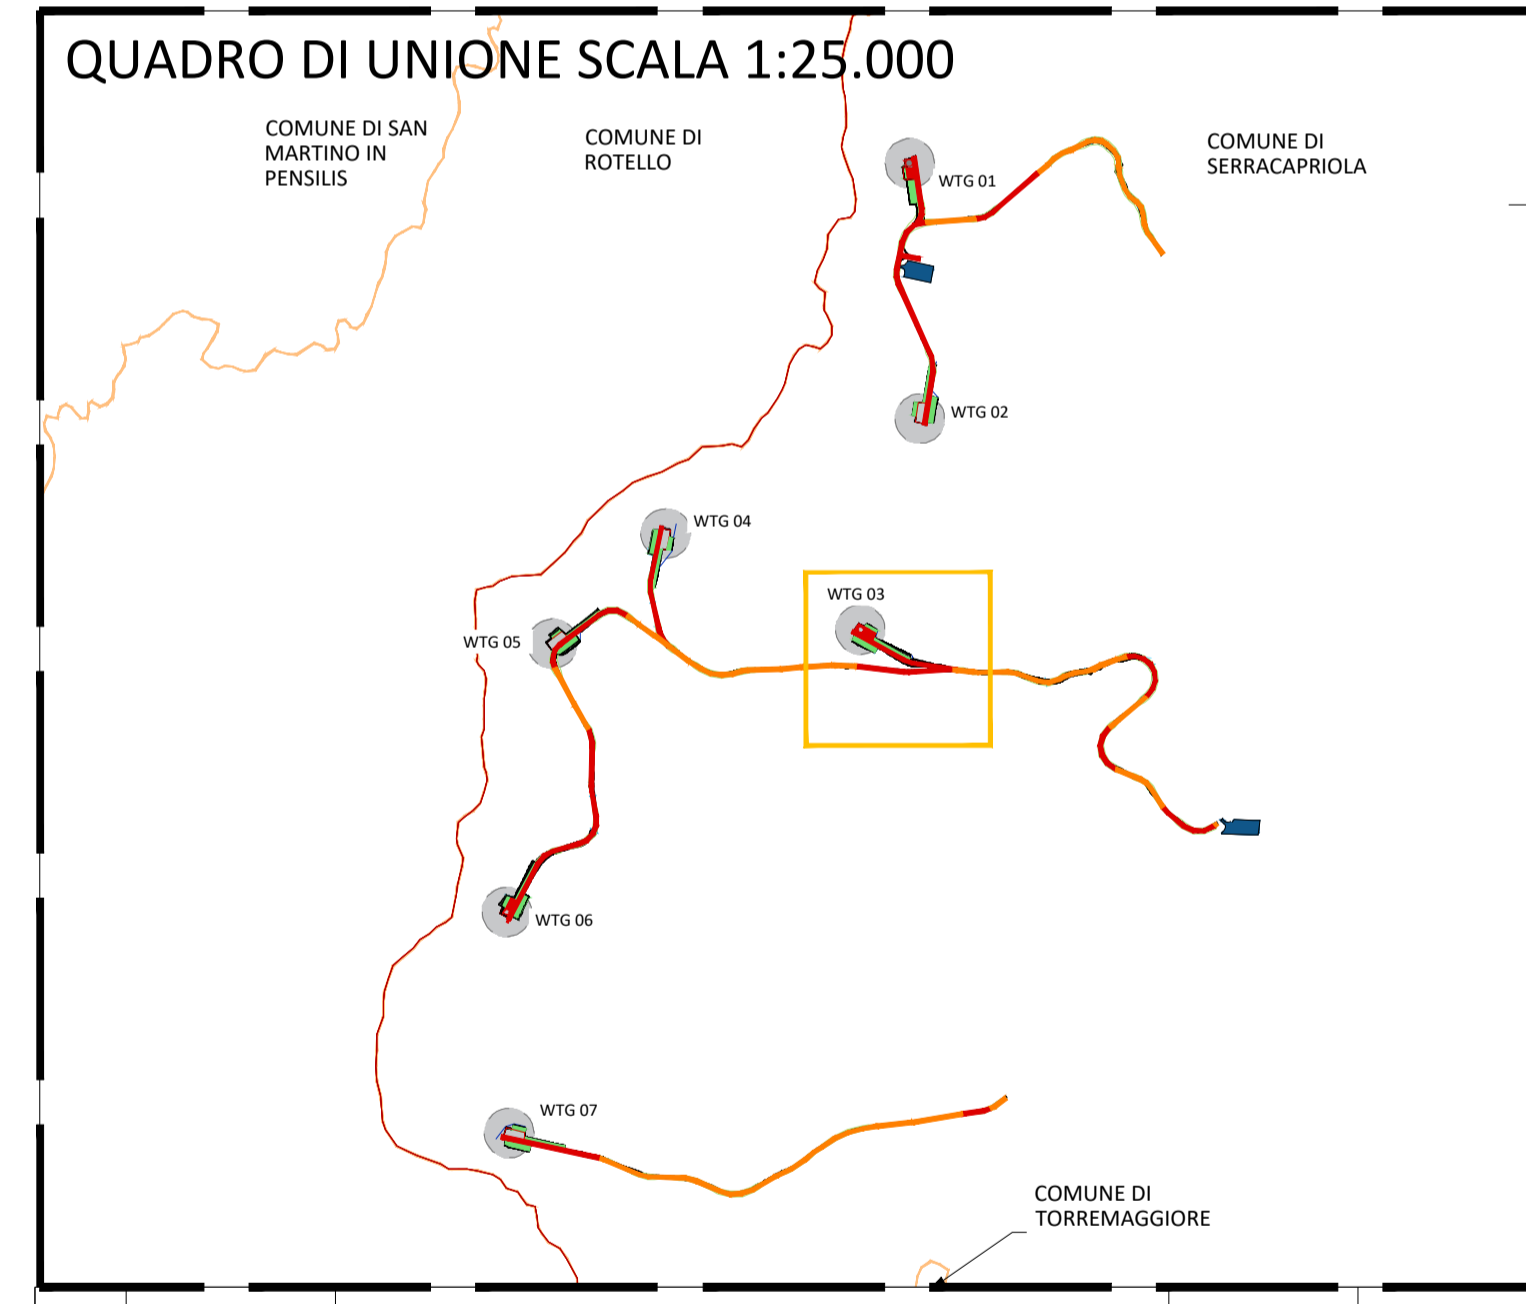 QUADRO DI UNIONE SCALA 1:25.000
COMUNE DI SAN
MARTINO IN
PENSILIS
COMUNE DI
ROTELLO
COMUNE DI
SERRACAPRIOLA
WTG 01
WTG 02
WTG 04
WTG 03
WTG 05
WTG 06
WTG 07
COMUNE DI
TORREMAGGIORE